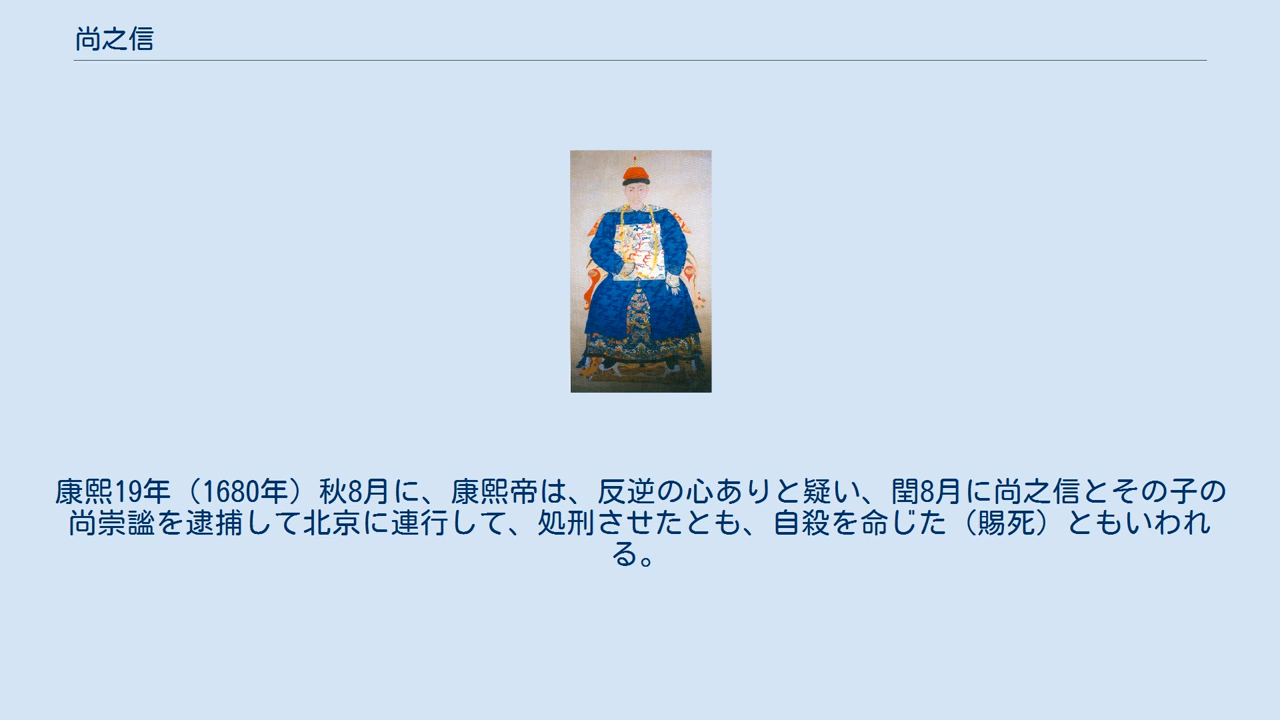 尚之信
康熙19年（1680年）秋8月に、康熙帝は、反逆の心ありと疑い、閏8月に尚之信とその子の
尚崇謐を逮捕して北京に連行して、処刑させたとも、自殺を命じた（賜死）ともいわれ
る。